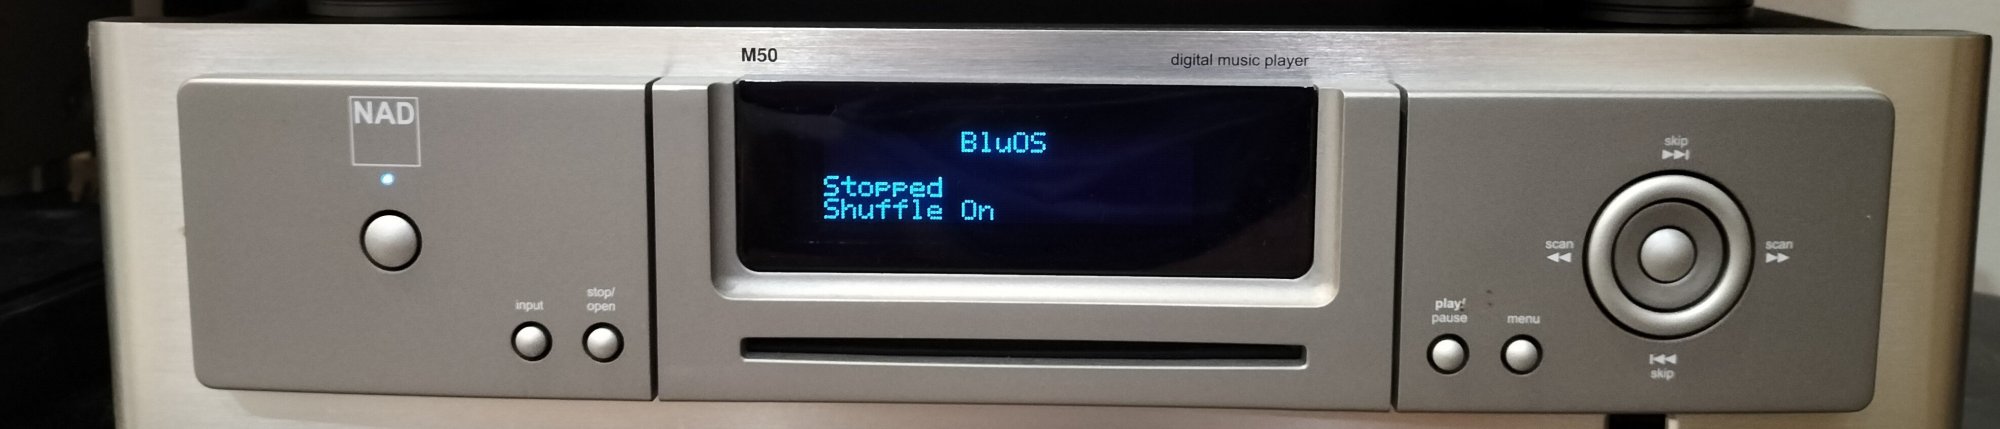 M50
digital music player
NAD
BluOS
Stopped
Shuffle On
input
stop/
open
play/
pause
menu
skip
scan
scan
skip